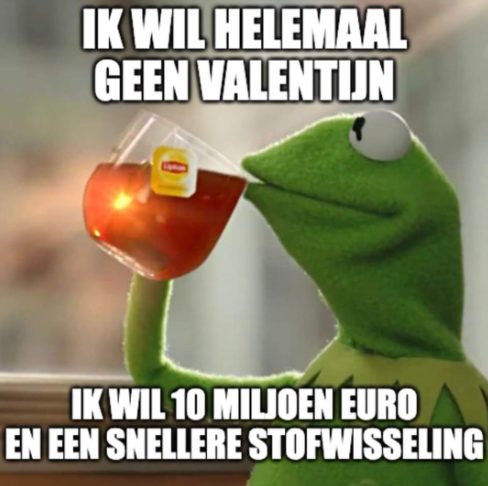 IK WIL HELEMAAL
GEEN VALENTIJN
Lipton
IK WIL 10 MILJOEN EURO
EN EEN SNELLERE STOFWISSELING